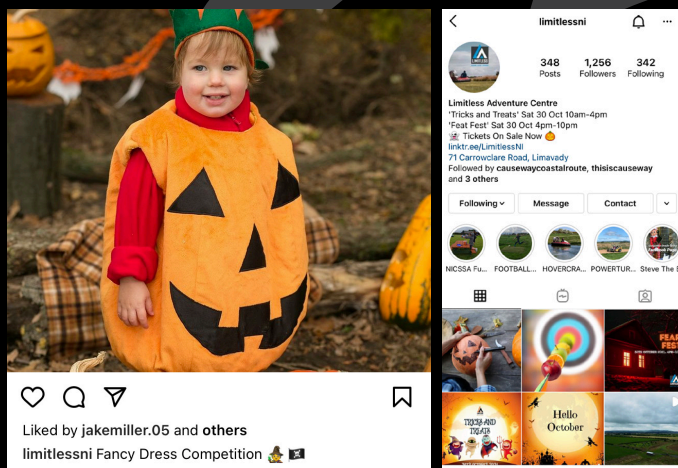 Liked by jakemiller.05 and others
limitlessni Fancy Dress Competition
limitlessni
LIMITLESS
348 1,256 342
Posts Followers Following
Limitless Adventure Centre
'Tricks and Treats' Sat 30 Oct 10am-4pm
'Feat Fest' Sat 30 Oct 4pm-10pm
Tickets On Sale Now
linktr.ee/LimitlessNI
71 Carrowclare Road, Limavady
Followed by causewaycoastalroute, thisiscauseway
and 3 others
Following Message Contact
NICSSA Fu... FOOTBALL... HOVERCRA... POWERTUR... Steve The E
FEAR
FES
TRICKS AND
TREATS
Hello
October